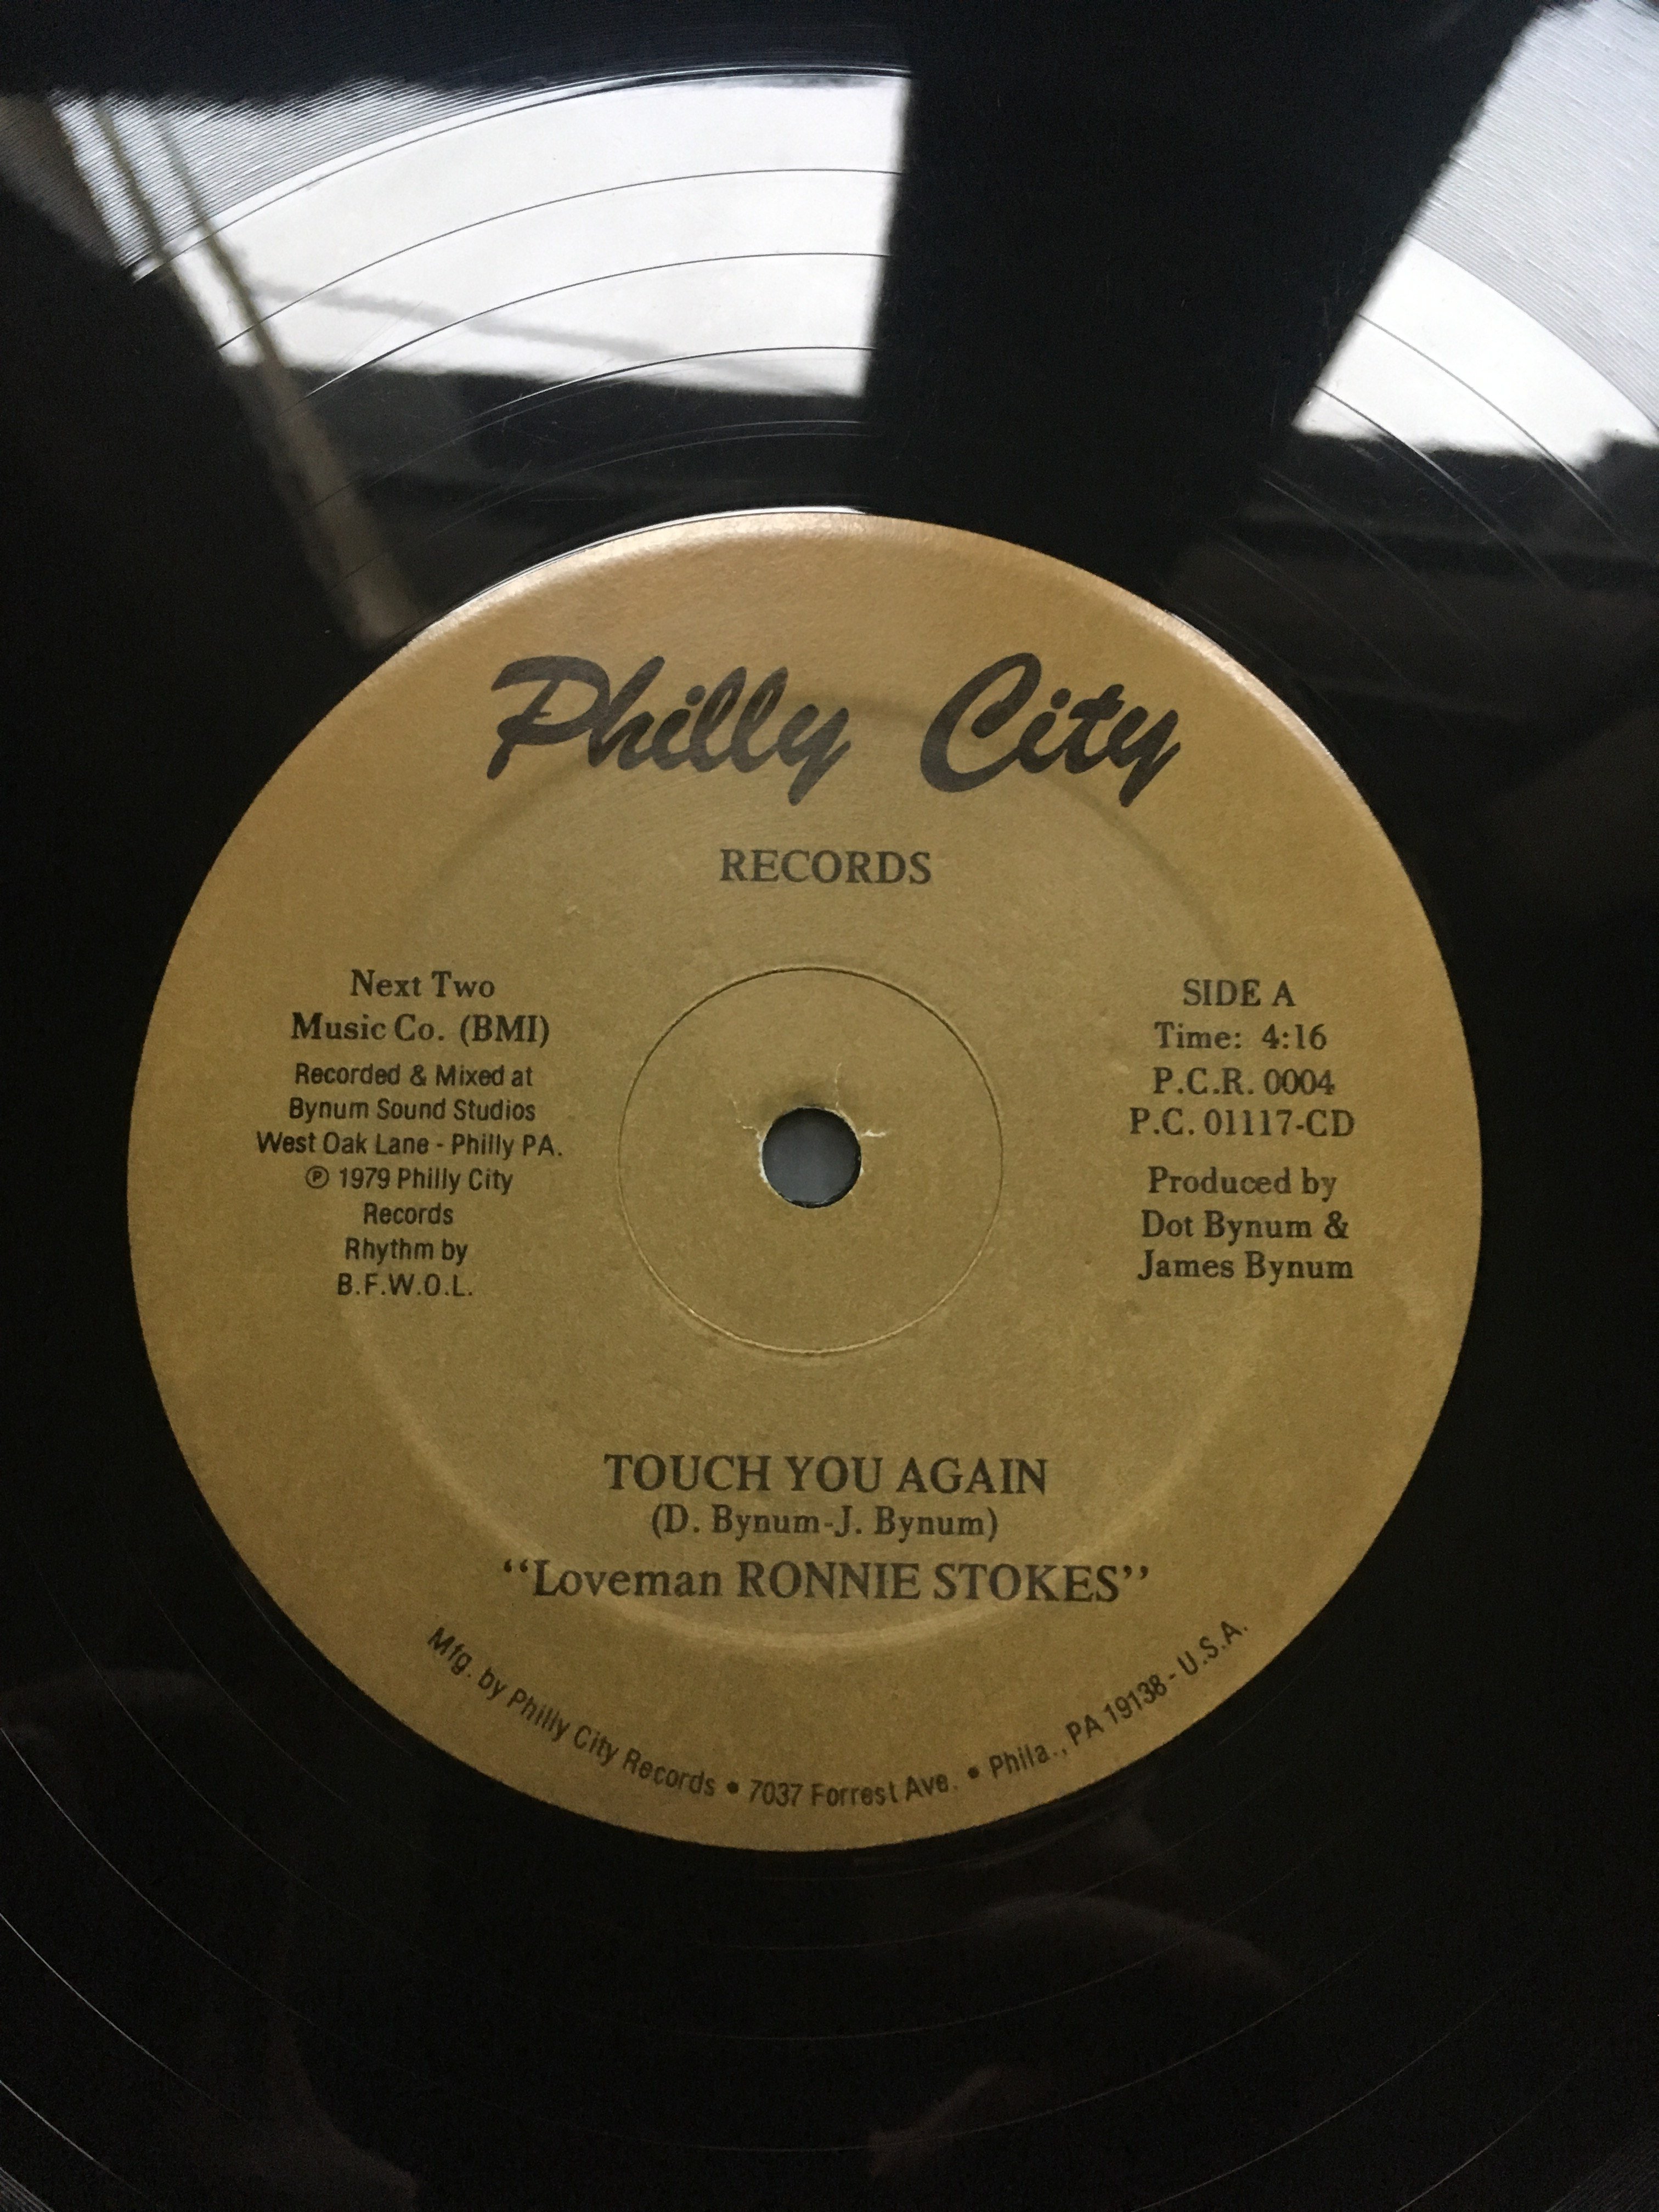 Philly City
RECORDS
Next Two
Music Co. (BMI)
Recorded & Mixed at
Bynum Sound Studios
West Oak Lane - Philly PA.
℗ 1979 Philly City
Records
Rhythm by
B.F.W.O.L.
SIDE A
Time: 4:16
P.C.R. 0004
P.C. 01117-CD
Produced by
Dot Bynum &
James Bynum
TOUCH YOU AGAIN
(D. Bynum-J. Bynum)
“Loveman RONNIE STOKES”
Mfg. by Philly City Records • 7037 Forrest Ave. • Phila., PA 19138 - U.S.A.